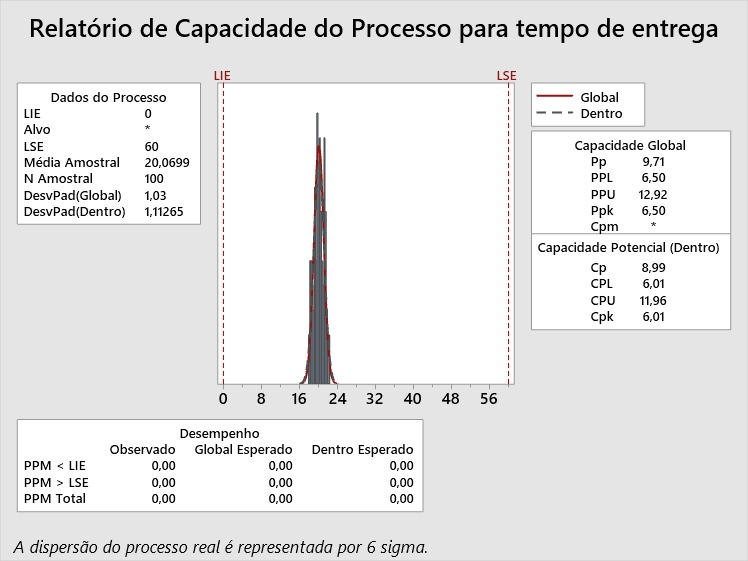 Relatório de Capacidade do Processo para tempo de entrega
LIE LSE
Dados do Processo
LIE 0
Alvo *
LSE 60
Média Amostral 20,0699
N Amostral 100
DesvPad(Global) 1,03
DesvPad(Dentro) 1,11265
Global
Dentro
Capacidade Global
Pp 9,71
PPL 6,50
PPU 12,92
Ppk 6,50
Cpm *
Capacidade Potencial (Dentro)
Cp 8,99
CPL 6,01
CPU 11,96
Cpk 6,01
0 8 16 24 32 40 48 56
Desempenho
Observado Global Esperado Dentro Esperado
PPM < LIE 0,00 0,00 0,00
PPM > LSE 0,00 0,00 0,00
PPM Total 0,00 0,00 0,00
A dispersão do processo real é representada por 6 sigma.